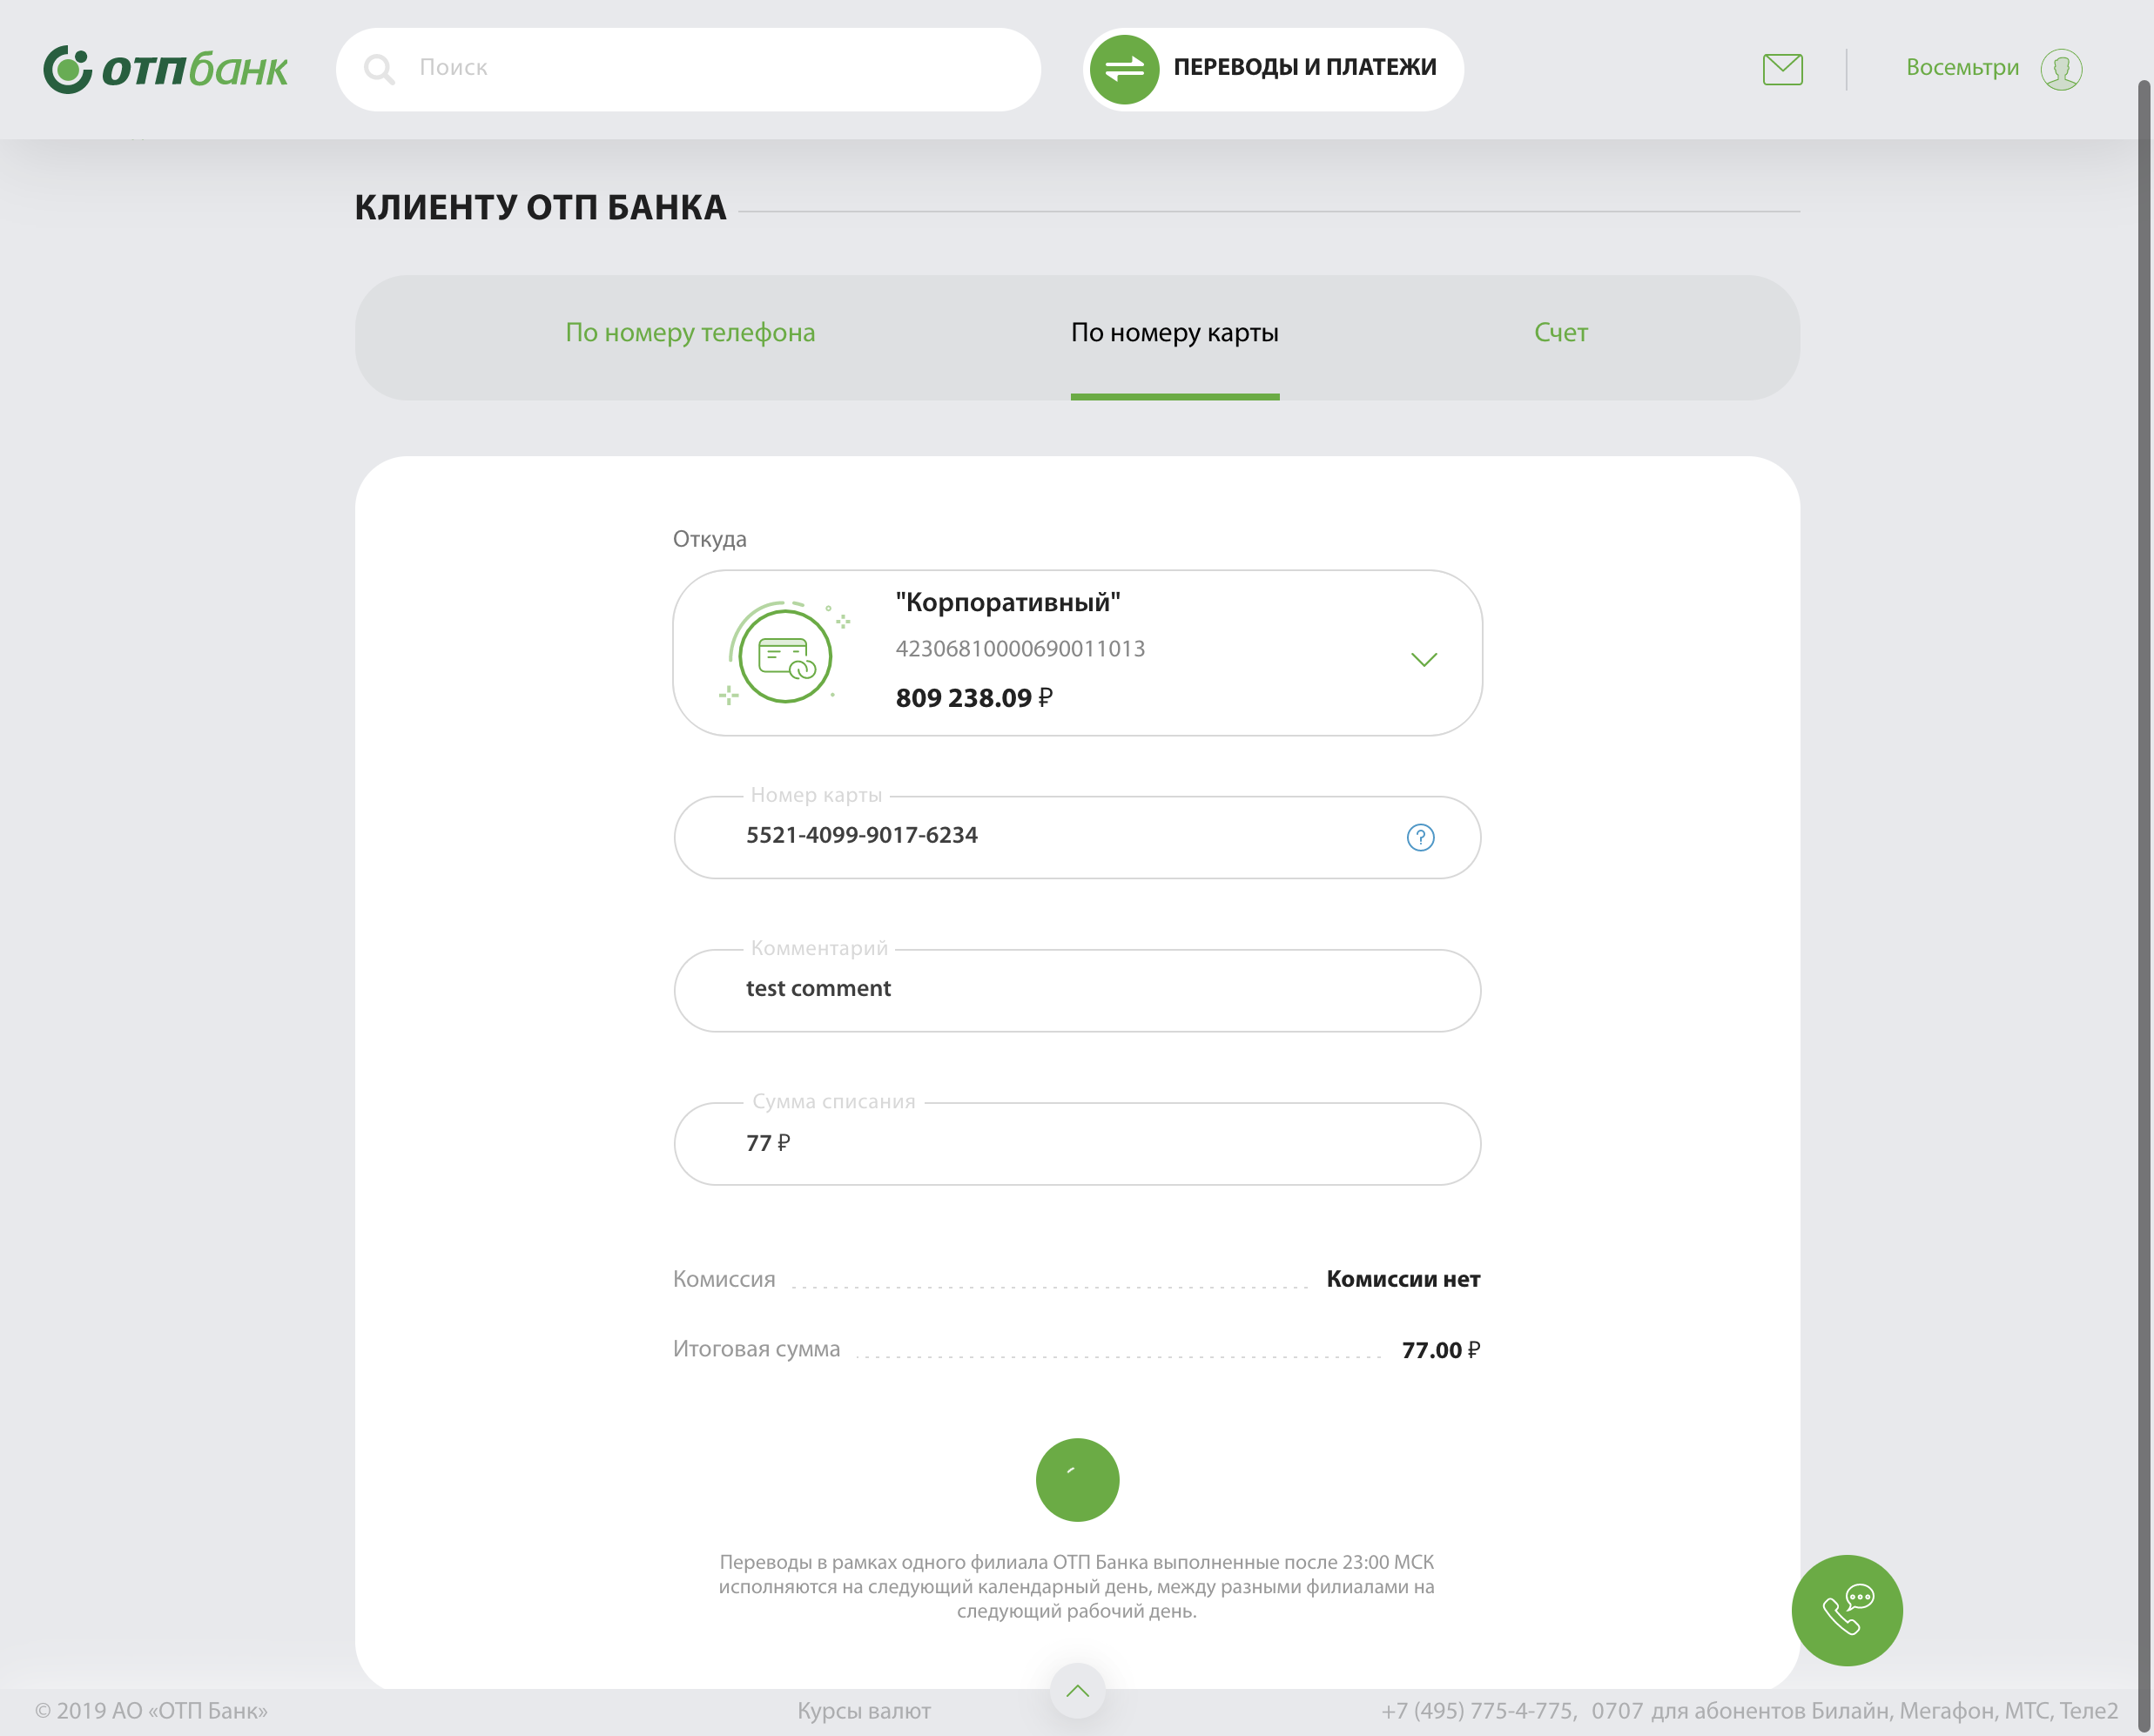 отпбанк
Поиск
ПЕРЕВОДЫ И ПЛАТЕЖИ
Восемьтри
КЛИЕНТУ ОТП БАНКА
По номеру телефона
По номеру карты
Счет
Откуда
"Корпоративный"
42306810000690011013
809 238.09 ₽
Номер карты
5521-4099-9017-6234
?
Комментарий
test comment
Сумма списания
77 ₽
Комиссия
Комиссии нет
Итоговая сумма
77.00 ₽
Переводы в рамках одного филиала ОТП Банка выполненные после 23:00 МСК
исполняются на следующий календарный день, между разными филиалами на
следующий рабочий день.
© 2019 АО «ОТП Банк»
Курсы валют
+7 (495) 775-4-775, 0707 для абонентов Билайн, Мегафон, МТС, Теле2